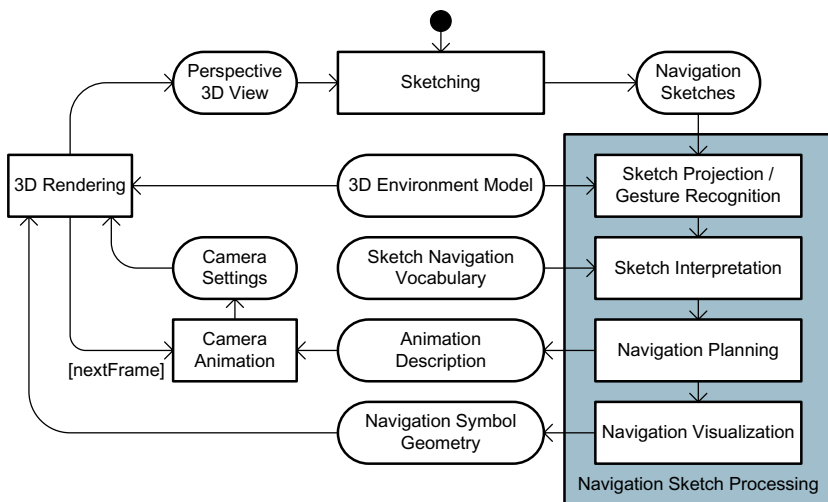 Perspective
3D View
Sketching
Navigation
Sketches
3D Rendering
3D Environment Model
Sketch Projection /
Gesture Recognition
Camera
Settings
Sketch Navigation
Vocabulary
Sketch Interpretation
[nextFrame]
Camera
Animation
Animation
Description
Navigation Planning
Navigation Symbol
Geometry
Navigation Visualization
Navigation Sketch Processing